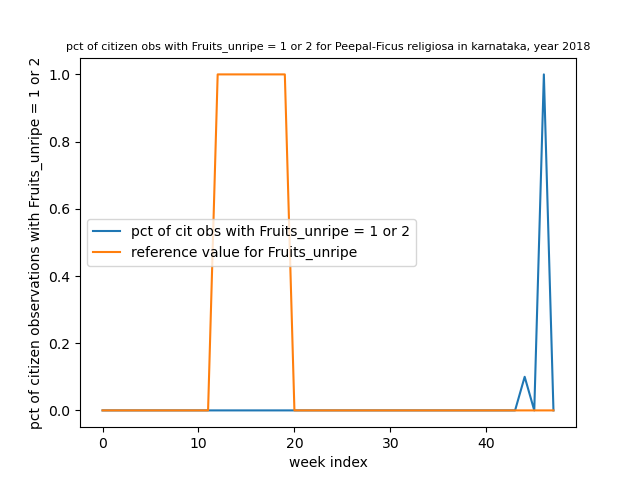 pct of citizen obs with Fruits_unripe = 1 or 2 for Peepal-Ficus religiosa in karnataka, year 2018
pct of citizen observations with Fruits_unripe = 1 or 2
1.0
0.8
0.6
0.4
0.2
0.0
pct of cit obs with Fruits_unripe = 1 or 2
reference value for Fruits_unripe
0 10 20 30 40
week index